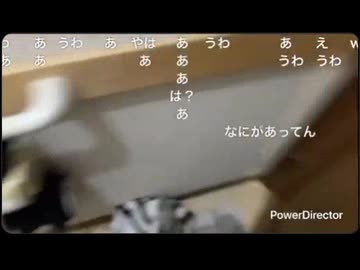 あ うわ あ やは あ うわ あ え w
あ あ あ あ うわ うわ
あ
は？
あ
なにがあってん
PowerDirector